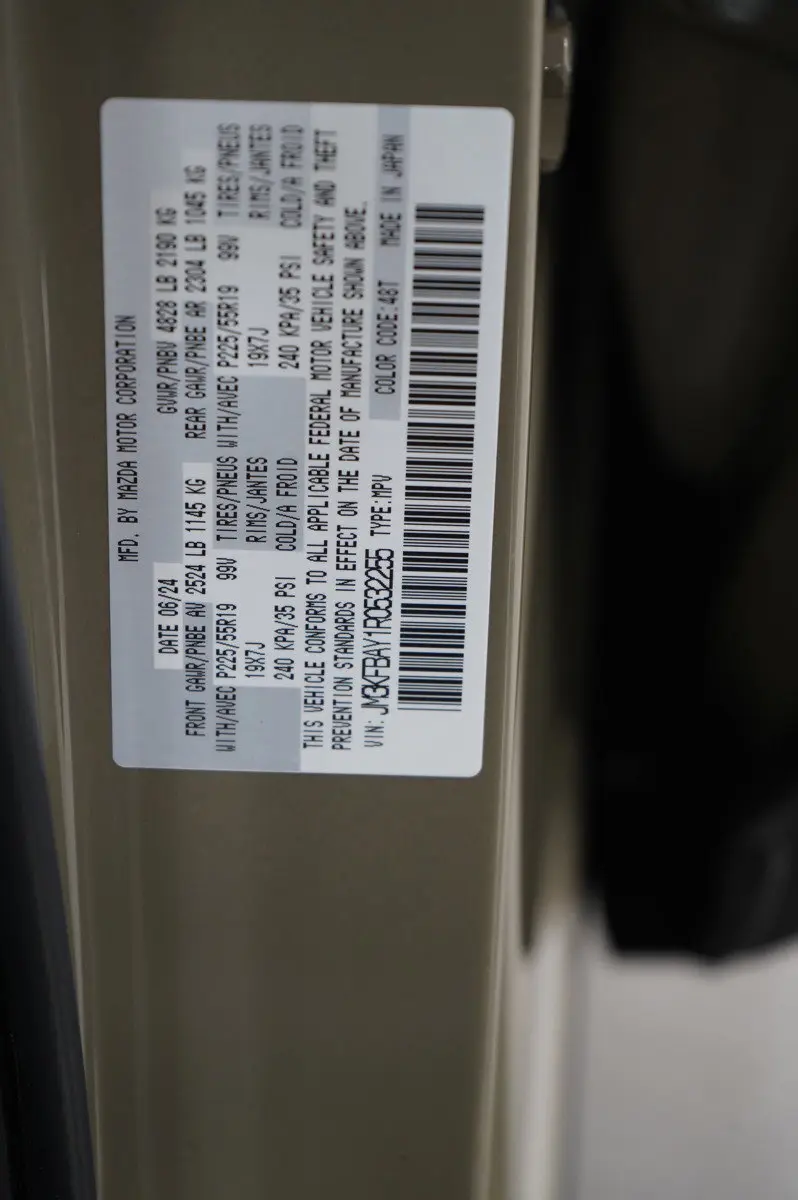 MFD. BY MAZDA MOTOR CORPORATION
DATE 06/24 GVWR/PNBV 4828 LB 2190 KG
FRONT GAWR/PNBE AV 2524 LB 1145 KG REAR GAWR/PNBE AR 2304 LB 1045 KG
WITH/AVEC P225/55R19 99V TIRES/PNEUS WITH/AVEC P225/55R19 99V TIRES/PNEUS
19X7J RIMS/JANTES 19X7J RIMS/JANTES
240 KPA/35 PSI COLD/A FROID 240 KPA/35 PSI COLD/A FROID
THIS VEHICLE CONFORMS TO ALL APPLICABLE FEDERAL MOTOR VEHICLE SAFETY AND THEFT
PREVENTION STANDARDS IN EFFECT ON THE DATE OF MANUFACTURE SHOWN ABOVE.
VIN: JM3KFBAY1R0532255 TYPE:MPV COLOR CODE:48T MADE IN JAPAN